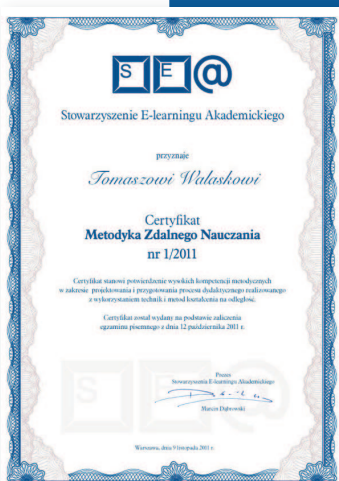 S E @
Stowarzyszenie E-learningu Akademickiego
przyznaje
Tomaszowi Walaskowi
Certyfikat
Metodyka Zdalnego Nauczania
nr 1/2011
Certyfikat stanowi potwierdzenie wysokich kompetencji metodycznych
w zakresie projektowania i przygotowania procesu dydaktycznego realizowanego
z wykorzystaniem technik i metod kształcenia na odległość.
Certyfikat został wydany na podstawie zaliczenia
egzaminu pisemnego z dnia 12 października 2011 r.
Prezes
Stowarzyszenia E-learningu Akademickiego
Marcin Dąbrowski
S E @
Warszawa, dnia 9 listopada 2011 r.